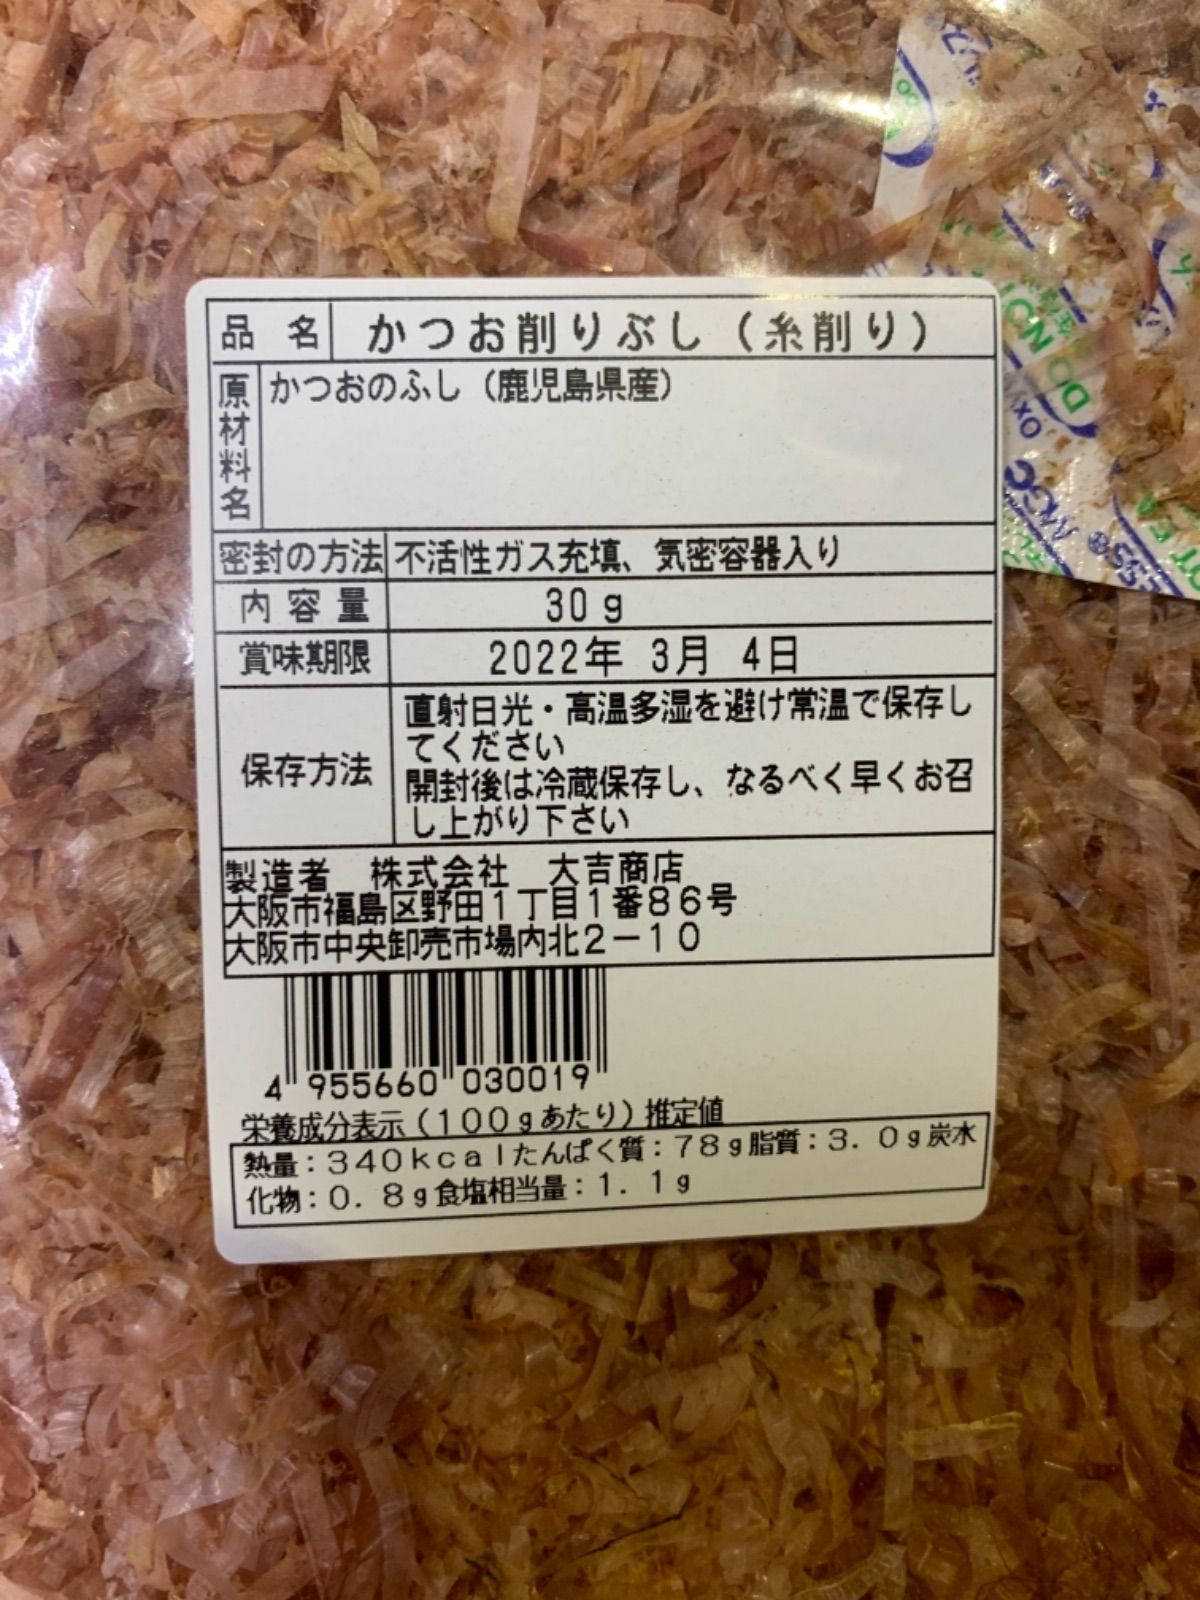 品名 かつお削りぶし（糸削り）
原材料名 かつおのふし（鹿児島県産）
密封の方法 不活性ガス充填、気密容器入り
内容量 30g
賞味期限 2022年 3月 4日
保存方法 直射日光・高温多湿を避け常温で保存し
てください
開封後は冷蔵保存し、なるべく早くお召
し上がり下さい
製造者 株式会社 大吉商店
大阪市福島区野田1丁目1番86号
大阪市中央卸売市場内北2－10
4 955660 030019
栄養成分表示（100gあたり）推定値
熱量：340kcalたんぱく質：78g脂質：3.0g炭水
化物：0.8g食塩相当量：1.1g
DO NOT EAT
MGC